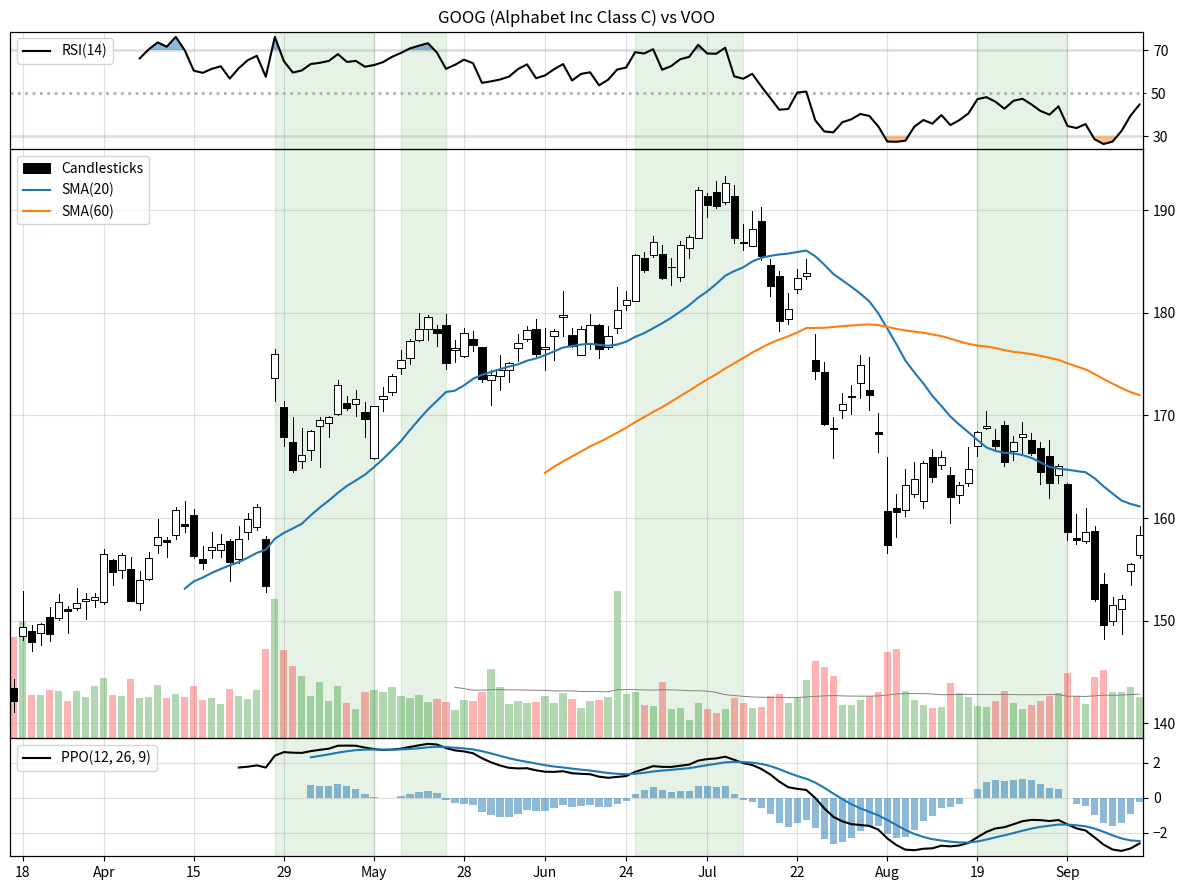 GOOG (Alphabet Inc Class C) vs VOO
RSI(14)
70
50
30
Candlesticks
SMA(20)
SMA(60)
190
180
170
160
150
140
PPO(12, 26, 9)
2
0
−2
18 Apr 15 29 May 28 Jun 24 Jul 22 Aug 19 Sep